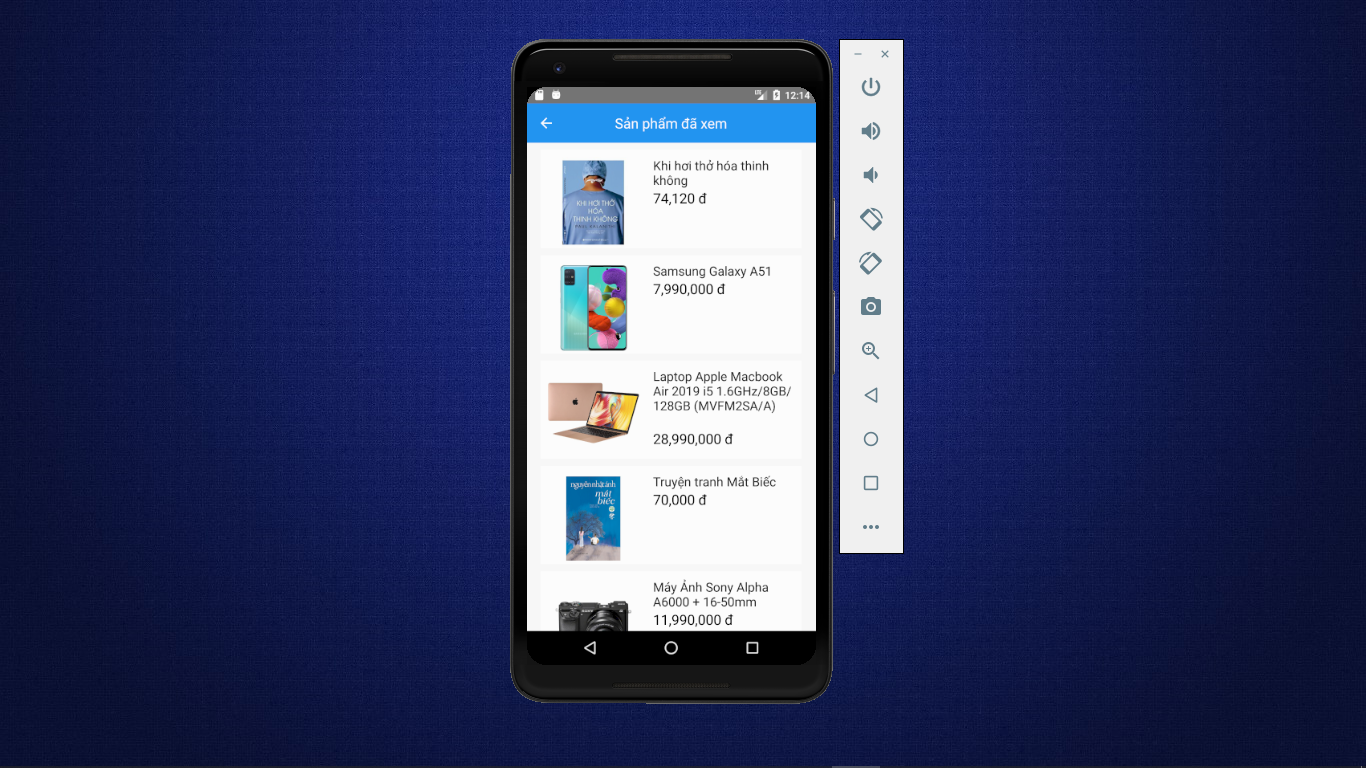 12:14
Sản phẩm đã xem
KHI HƠI THỞ
HÓA
THINH KHÔNG
Khi hơi thở hóa thinh
không
74,120 đ
Samsung Galaxy A51
7,990,000 đ
Laptop Apple Macbook
Air 2019 i5 1.6GHz/8GB/
128GB (MVFM2SA/A)
28,990,000 đ
nguyễn nhật ánh
mắt
biếc
Truyện tranh Mắt Biếc
70,000 đ
Máy Ảnh Sony Alpha
A6000 + 16-50mm
11,990,000 đ